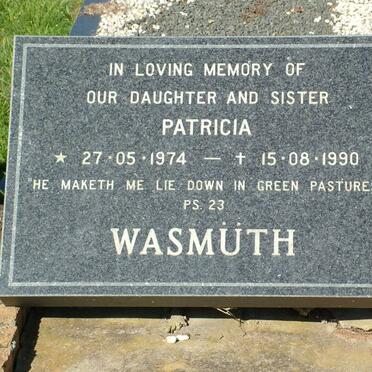 IN LOVING MEMORY OF
OUR DAUGHTER AND SISTER
PATRICIA
★ 27·05·1974 — ✝ 15·08·1990
"HE MAKETH ME LIE DOWN IN GREEN PASTURES
PS. 23
WASMÜTH